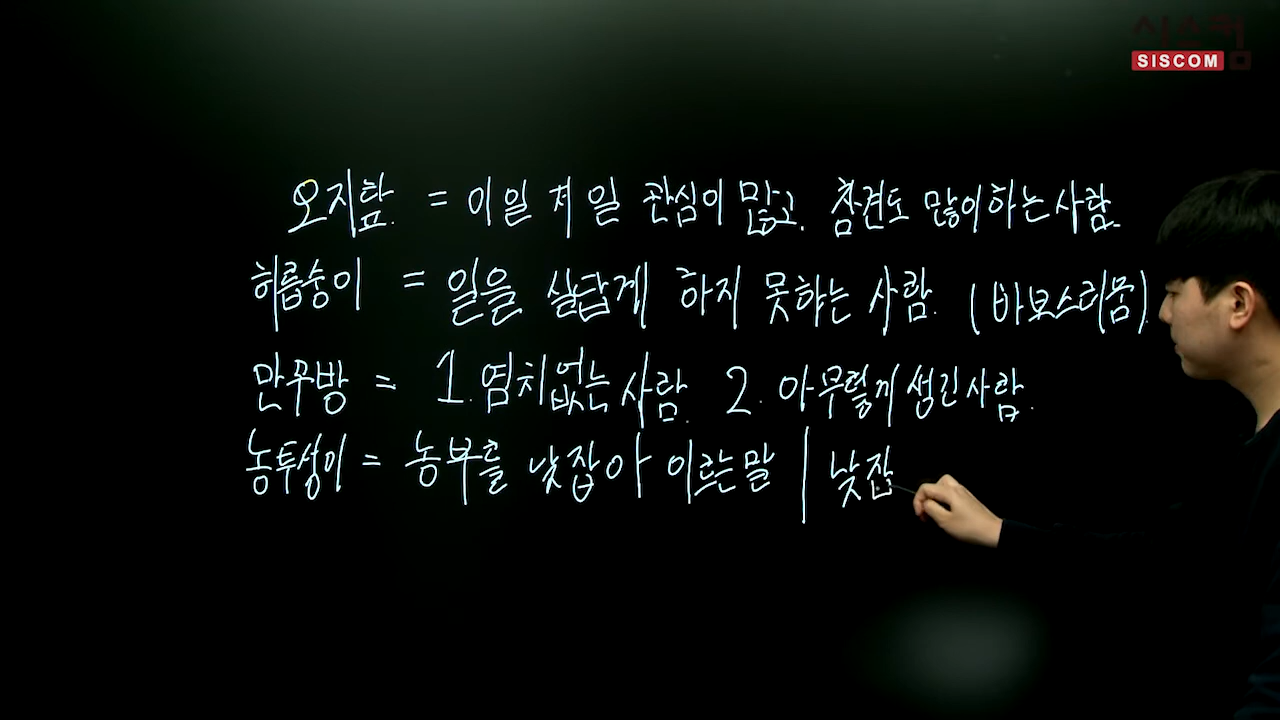 시스컴
SISCOM
오지랖 = 이일 저 일 관심이 많고, 참견도 많이하는사람.
허릅숭이 = 일을 실답게 하지 못하는 사람. (바보스러움).
만무방 = 1. 염치없는 사람. 2. 아무렇게 생긴사람.
농투성이 = 농부를 낮잡아 이르는말 | 낮잡